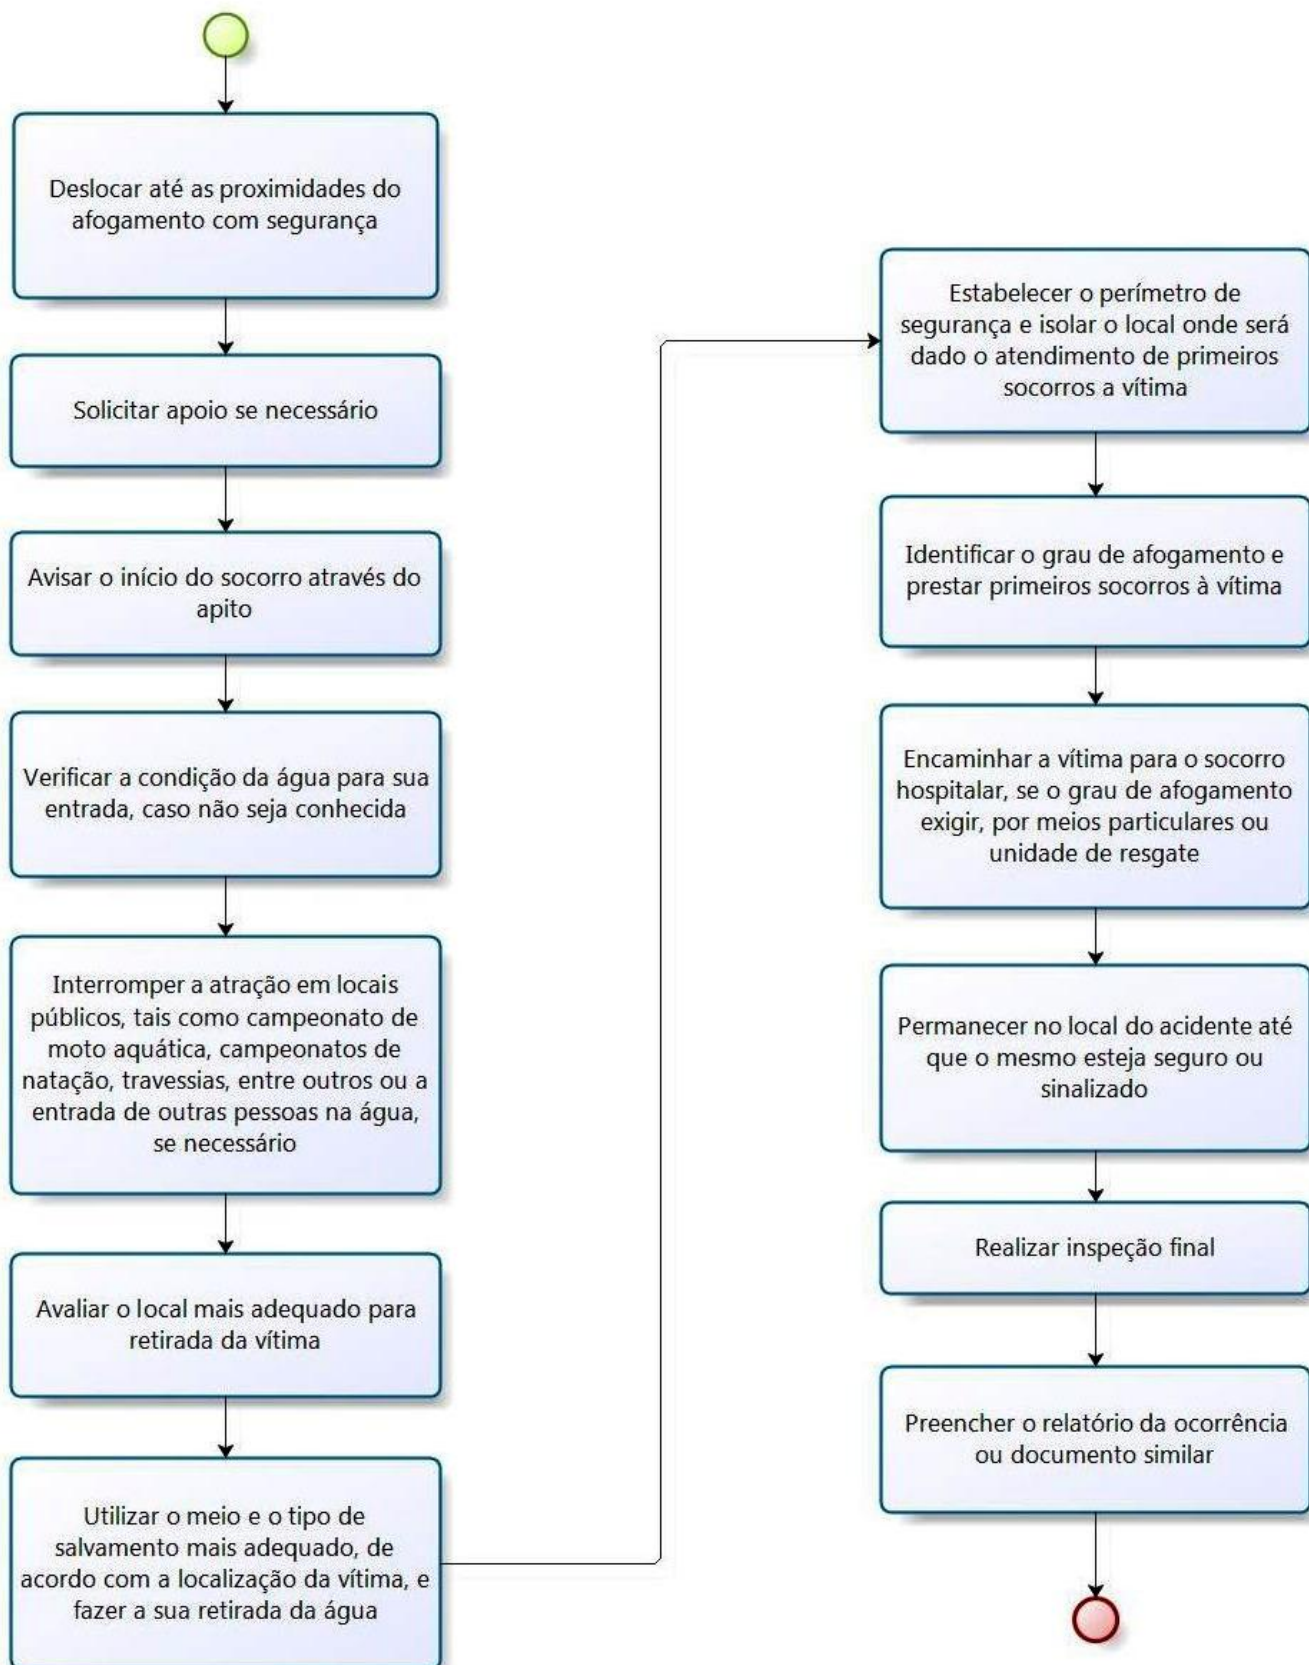 Deslocar até as proximidades do
afogamento com segurança
Solicitar apoio se necessário
Avisar o início do socorro através do
apito
Verificar a condição da água para sua
entrada, caso não seja conhecida
Interromper a atração em locais
públicos, tais como campeonato de
moto aquática, campeonatos de
natação, travessias, entre outros ou a
entrada de outras pessoas na água,
se necessário
Avaliar o local mais adequado para
retirada da vítima
Utilizar o meio e o tipo de
salvamento mais adequado, de
acordo com a localização da vítima, e
fazer a sua retirada da água
Estabelecer o perímetro de
segurança e isolar o local onde será
dado o atendimento de primeiros
socorros a vítima
Identificar o grau de afogamento e
prestar primeiros socorros à vítima
Encaminhar a vítima para o socorro
hospitalar, se o grau de afogamento
exigir, por meios particulares ou
unidade de resgate
Permanecer no local do acidente até
que o mesmo esteja seguro ou
sinalizado
Realizar inspeção final
Preencher o relatório da ocorrência
ou documento similar